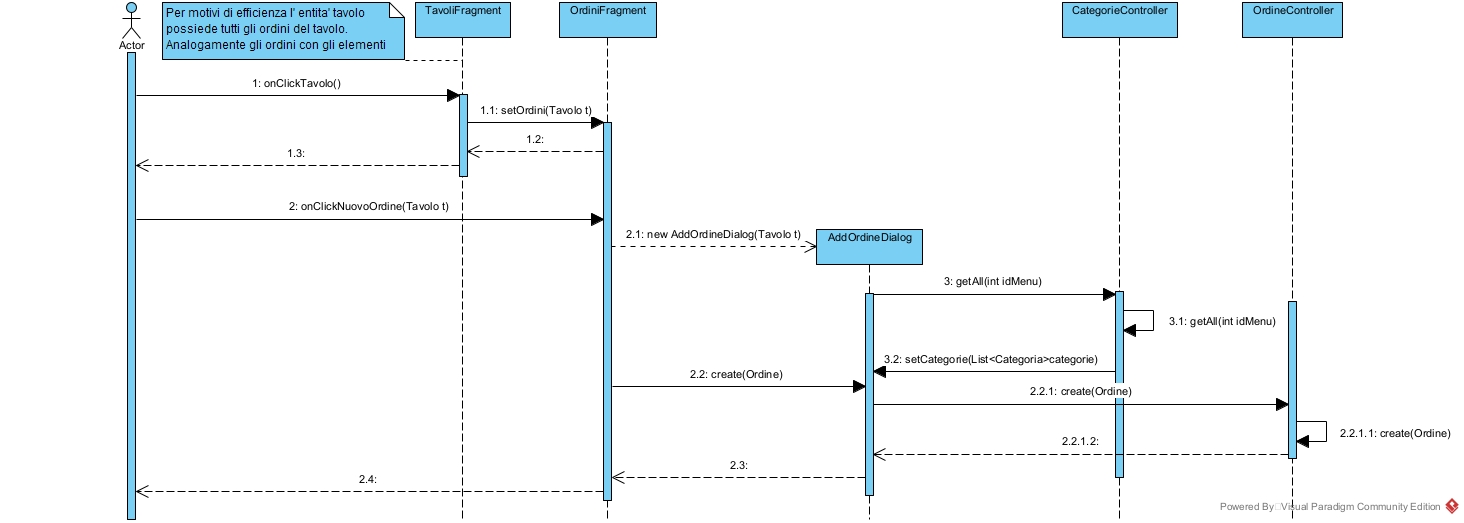 Per motivi di efficienza l' entita' tavolo
possiede tutti gli ordini del tavolo.
Analogamente gli ordini con gli elementi
TavoliFragment
OrdiniFragment
CategorieController
OrdineController
Actor
1: onClickTavolo()
1.1: setOrdini(Tavolo t)
1.2:
1.3:
2: onClickNuovoOrdine(Tavolo t)
2.1: new AddOrdineDialog(Tavolo t)
AddOrdineDialog
3: getAll(int idMenu)
3.1: getAll(int idMenu)
3.2: setCategorie(List<Categoria>categorie)
2.2: create(Ordine)
2.2.1: create(Ordine)
2.2.1.1: create(Ordine)
2.2.1.2:
2.3:
2.4:
Powered By Visual Paradigm Community Edition